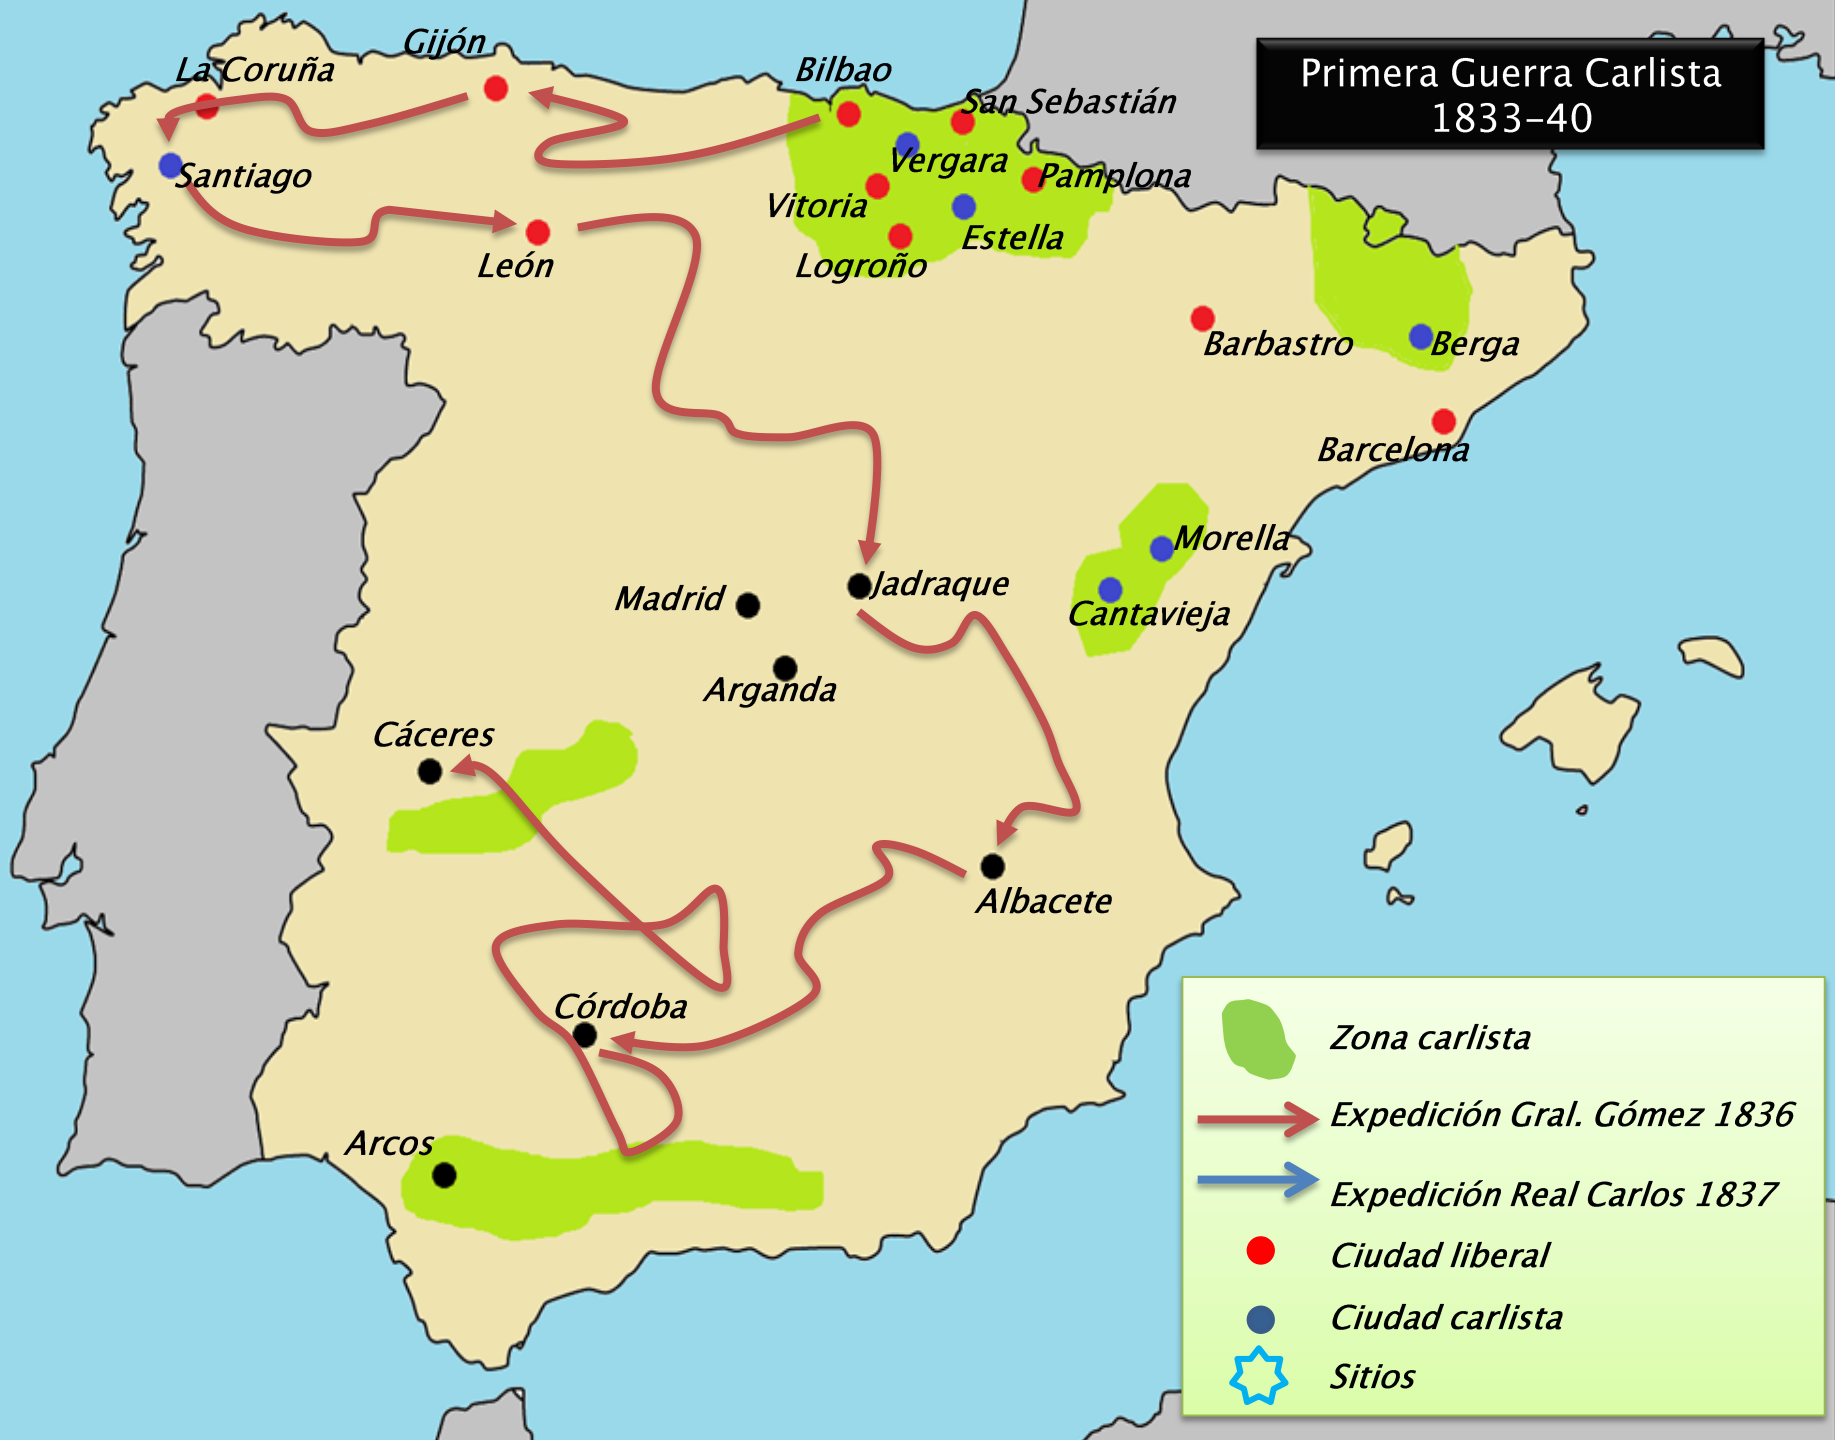 Primera Guerra Carlista
1833-40
Gijón
La Coruña
Bilbao
San Sebastián
Vergara
Santiago
Pamplona
Vitoria
Estella
León
Logroño
Barbastro
Berga
Barcelona
Morella
Jadraque
Madrid
Cantavieja
Arganda
Cáceres
Albacete
Córdoba
Arcos
Zona carlista
Expedición Gral. Gómez 1836
Expedición Real Carlos 1837
Ciudad liberal
Ciudad carlista
Sitios